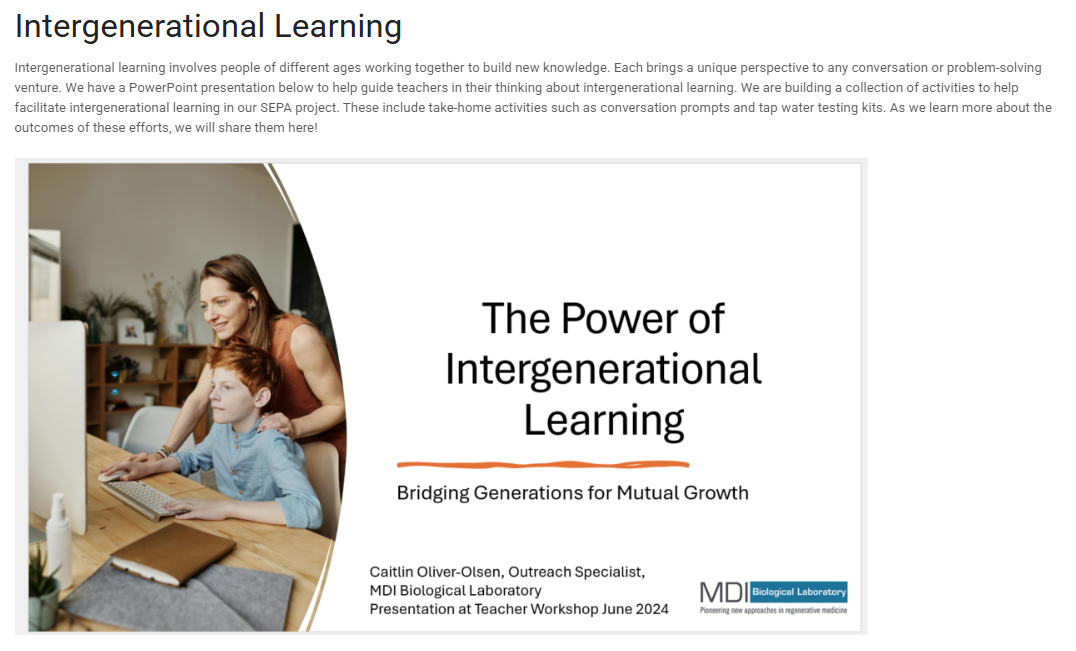 Intergenerational Learning
Intergenerational learning involves people of different ages working together to build new knowledge. Each brings a unique perspective to any conversation or problem-solving
venture. We have a PowerPoint presentation below to help guide teachers in their thinking about intergenerational learning. We are building a collection of activities to help
facilitate intergenerational learning in our SEPA project. These include take-home activities such as conversation prompts and tap water testing kits. As we learn more about the
outcomes of these efforts, we will share them here!
The Power of
Intergenerational
Learning
Bridging Generations for Mutual Growth
Caitlin Oliver-Olsen, Outreach Specialist,
MDI Biological Laboratory
Presentation at Teacher Workshop June 2024
MDI Biological Laboratory
Pioneering new approaches in regenerative medicine